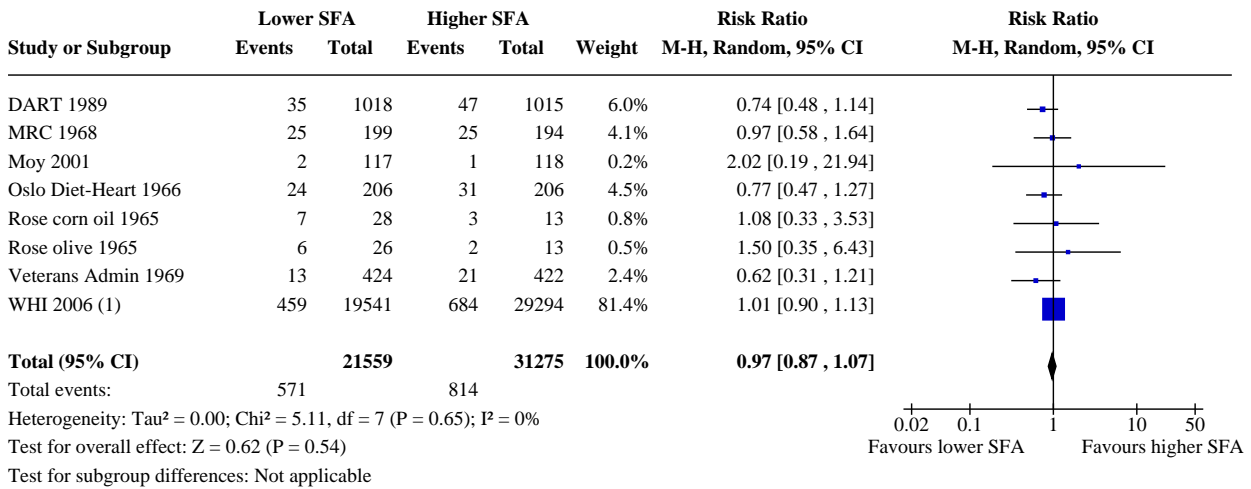 Lower SFA Higher SFA Risk Ratio Risk Ratio
Study or Subgroup Events Total Events Total Weight M-H, Random, 95% CI M-H, Random, 95% CI
DART 1989 35 1018 47 1015 6.0% 0.74 [0.48 , 1.14]
MRC 1968 25 199 25 194 4.1% 0.97 [0.58 , 1.64]
Moy 2001 2 117 1 118 0.2% 2.02 [0.19 , 21.94]
Oslo Diet-Heart 1966 24 206 31 206 4.5% 0.77 [0.47 , 1.27]
Rose corn oil 1965 7 28 3 13 0.8% 1.08 [0.33 , 3.53]
Rose olive 1965 6 26 2 13 0.5% 1.50 [0.35 , 6.43]
Veterans Admin 1969 13 424 21 422 2.4% 0.62 [0.31 , 1.21]
WHI 2006 (1) 459 19541 684 29294 81.4% 1.01 [0.90 , 1.13]
Total (95% CI) 21559 31275 100.0% 0.97 [0.87 , 1.07]
Total events: 571 814
Heterogeneity: Tau² = 0.00; Chi² = 5.11, df = 7 (P = 0.65); I² = 0%
0.02 0.1 1 10 50
Test for overall effect: Z = 0.62 (P = 0.54)
Favours lower SFA Favours higher SFA
Test for subgroup differences: Not applicable